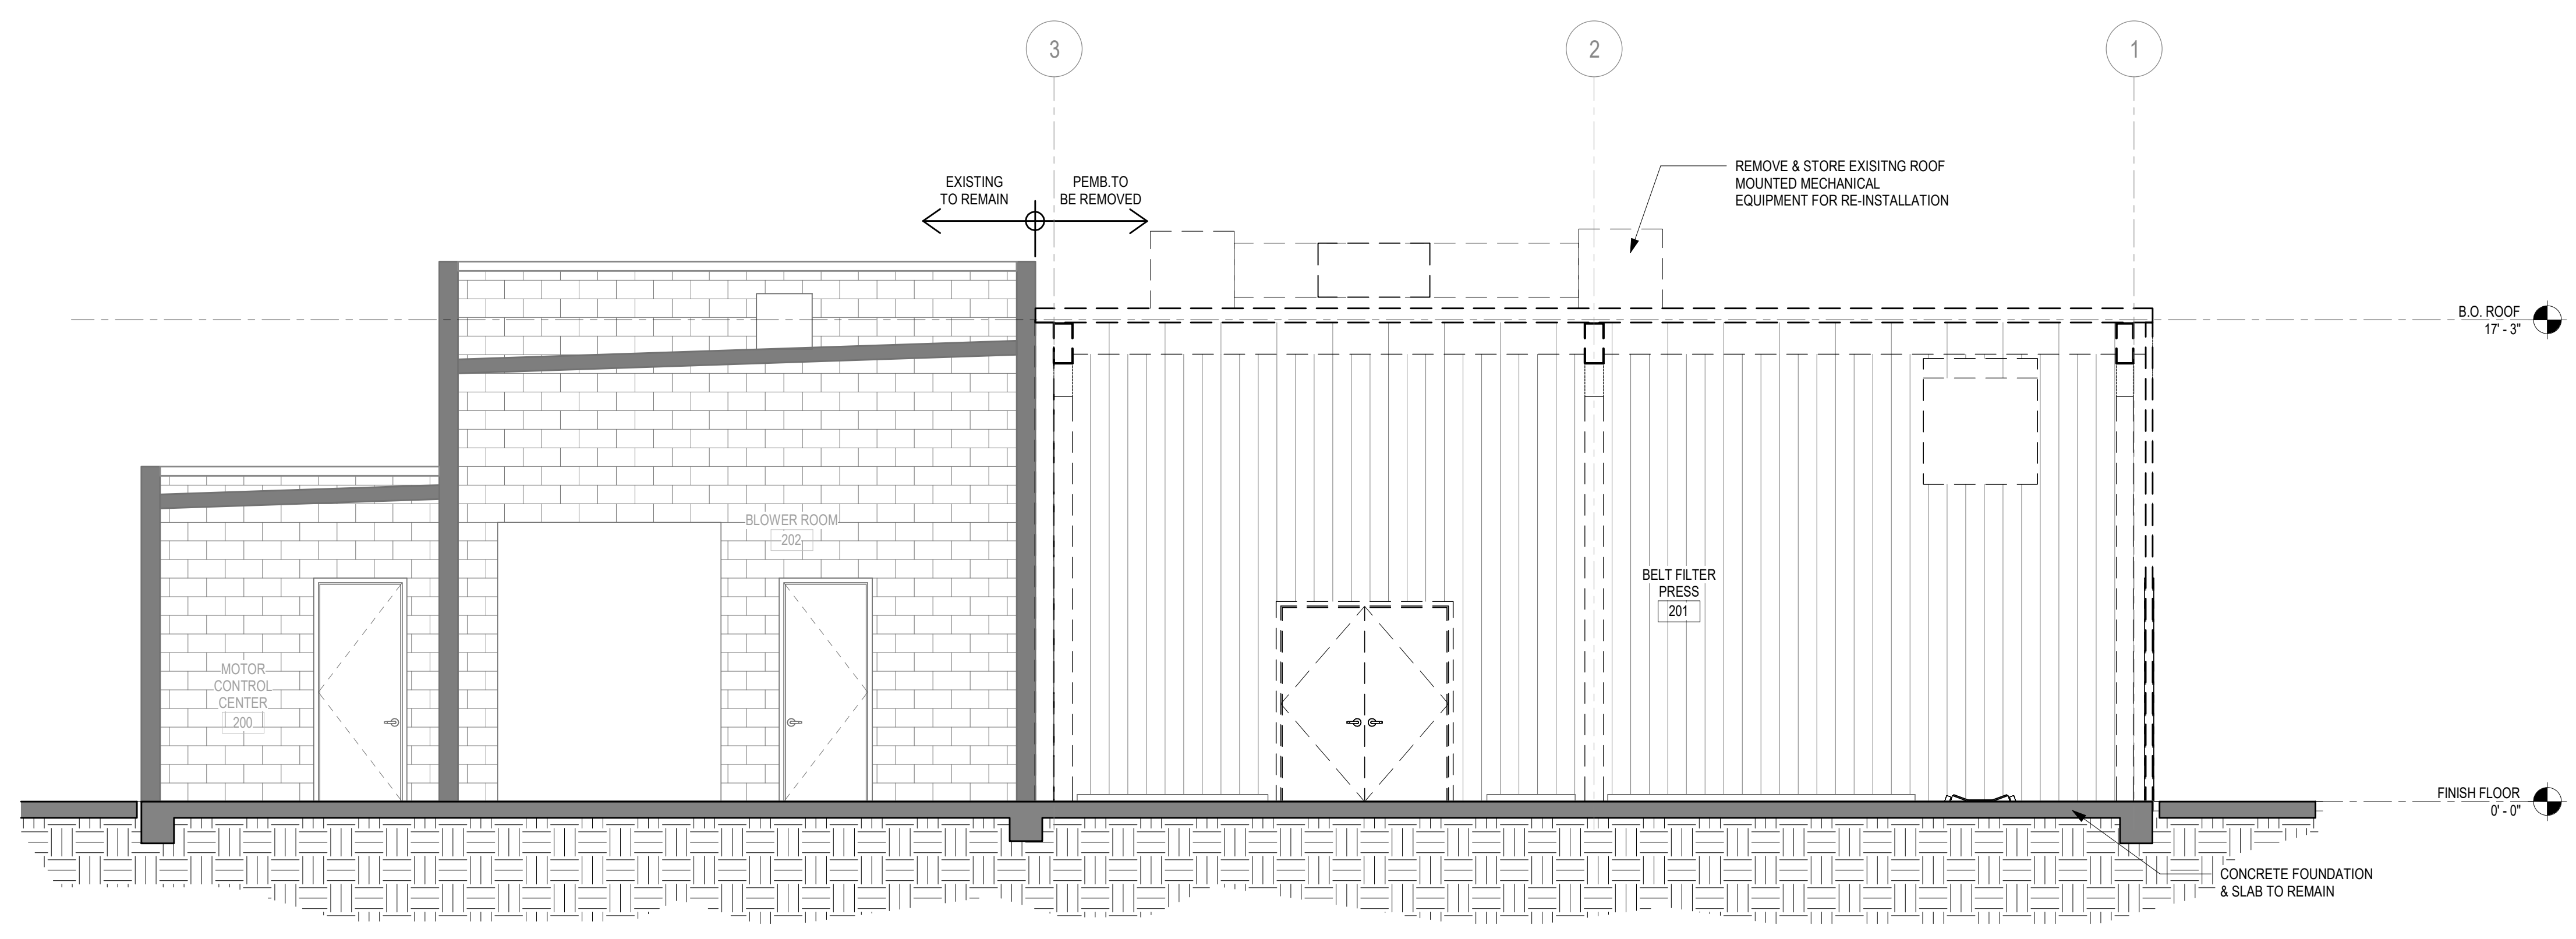 3
2
1
EXISTING
TO REMAIN
PEMB.TO
BE REMOVED
REMOVE & STORE EXISITNG ROOF
MOUNTED MECHANICAL
EQUIPMENT FOR RE-INSTALLATION
B.O. ROOF
17' - 3"
BLOWER ROOM
202
BELT FILTER
PRESS
201
MOTOR
CONTROL
CENTER
200
FINISH FLOOR
0' - 0"
CONCRETE FOUNDATION
& SLAB TO REMAIN